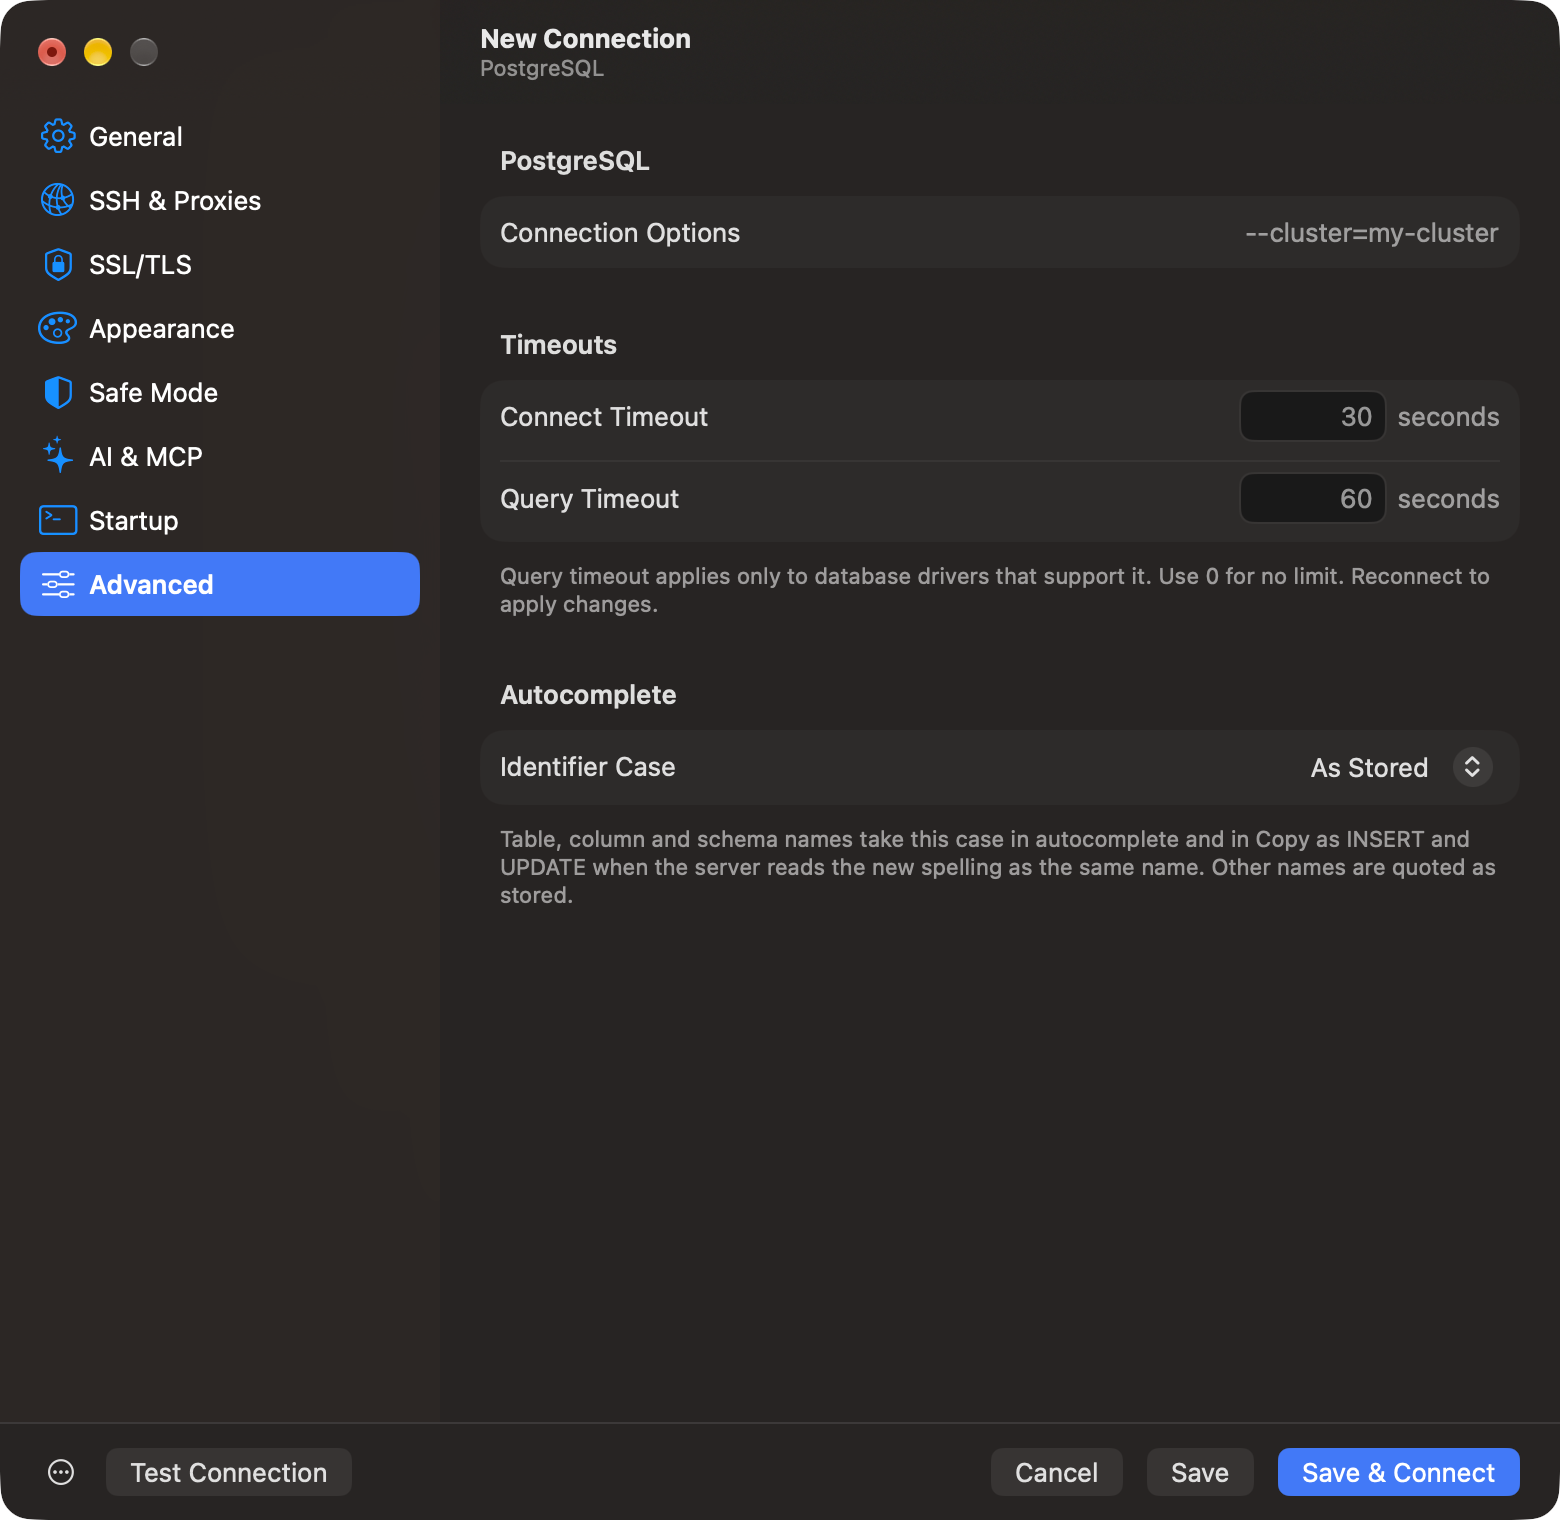 New Connection
PostgreSQL
General
SSH & Proxies
SSL/TLS
Appearance
Safe Mode
AI & MCP
Startup
Advanced
PostgreSQL
Connection Options --cluster=my-cluster
Timeouts
Connect Timeout 30 seconds
Query Timeout 60 seconds
Query timeout applies only to database drivers that support it. Use 0 for no limit. Reconnect to
apply changes.
Autocomplete
Identifier Case As Stored
Table, column and schema names take this case in autocomplete and in Copy as INSERT and
UPDATE when the server reads the new spelling as the same name. Other names are quoted as
stored.
Test Connection Cancel Save Save & Connect